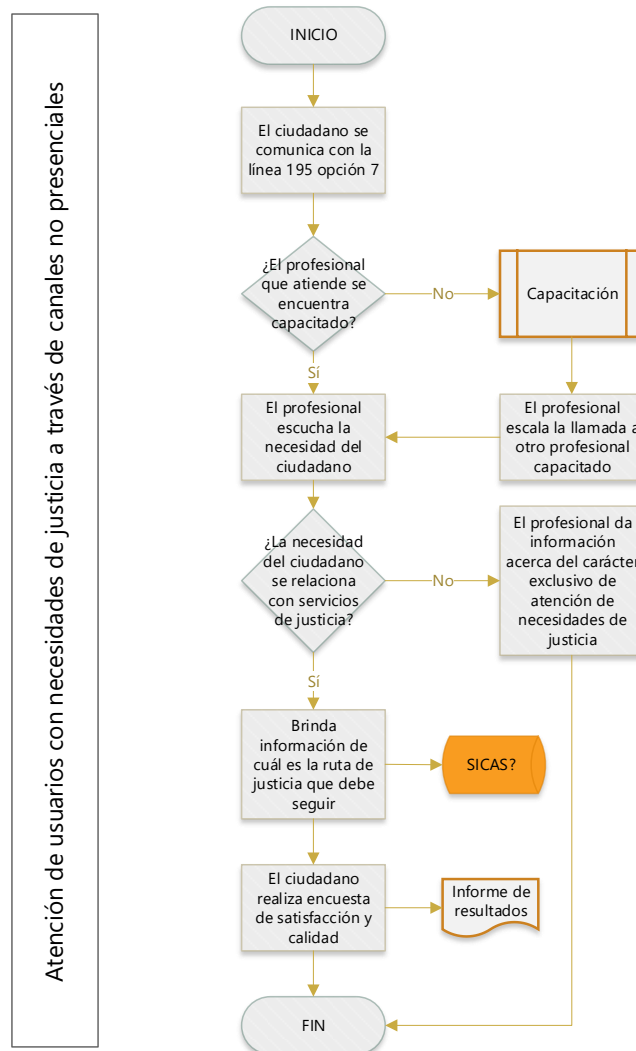 Atención de usuarios con necesidades de justicia a través de canales no presenciales
INICIO
El ciudadano se
comunica con la
línea 195 opción 7
¿El profesional
que atiende se
encuentra
capacitado?
No
Capacitación
Sí
El profesional
escucha la
necesidad del
ciudadano
El profesional
escala la llamada a
otro profesional
capacitado
¿La necesidad
del ciudadano
se relaciona
con servicios
de justicia?
No
El profesional da
información
acerca del carácter
exclusivo de
atención de
necesidades de
justicia
Sí
Brinda
información de
cuál es la ruta de
justicia que debe
seguir
SICAS?
El ciudadano
realiza encuesta
de satisfacción y
calidad
Informe de
resultados
FIN